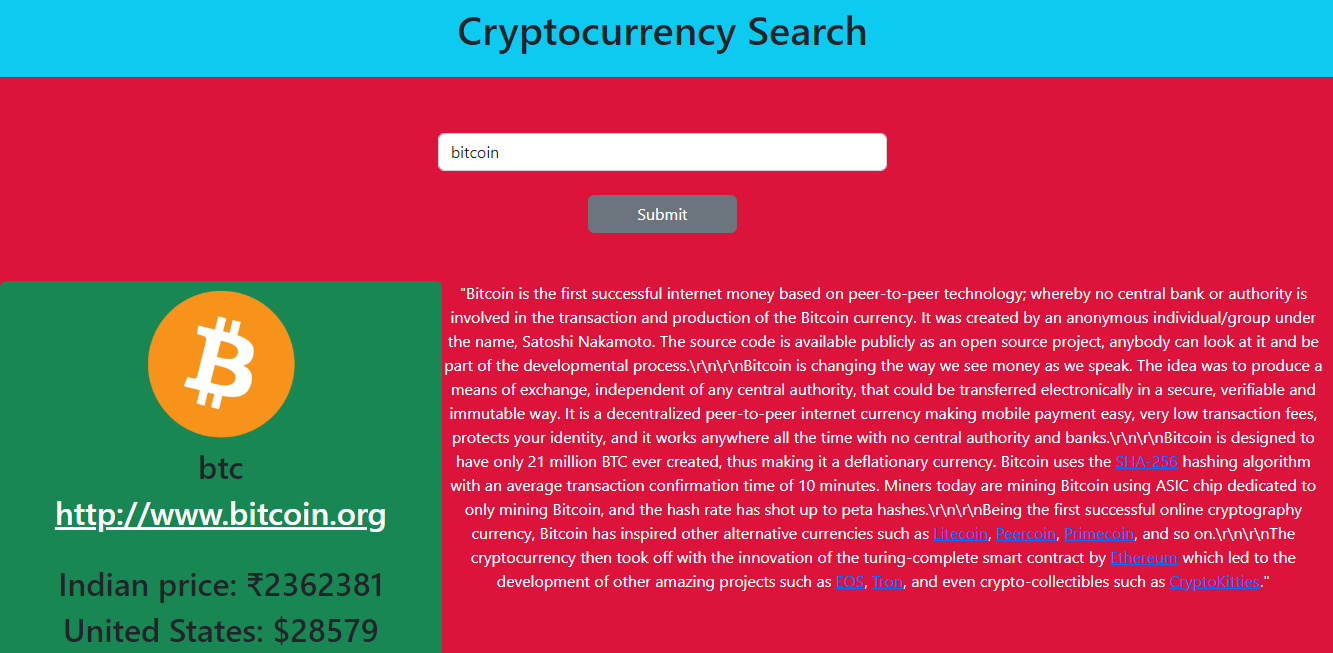 Cryptocurrency Search
bitcoin
Submit
btc
http://www.bitcoin.org
Indian price: ₹2362381
United States: $28579
"Bitcoin is the first successful internet money based on peer-to-peer technology; whereby no central bank or authority is
involved in the transaction and production of the Bitcoin currency. It was created by an anonymous individual/group under
the name, Satoshi Nakamoto. The source code is available publicly as an open source project, anybody can look at it and be
part of the developmental process.\r\n\r\nBitcoin is changing the way we see money as we speak. The idea was to produce a
means of exchange, independent of any central authority, that could be transferred electronically in a secure, verifiable and
immutable way. It is a decentralized peer-to-peer internet currency making mobile payment easy, very low transaction fees,
protects your identity, and it works anywhere all the time with no central authority and banks.\r\n\r\nBitcoin is designed to
have only 21 million BTC ever created, thus making it a deflationary currency. Bitcoin uses the SHA-256 hashing algorithm
with an average transaction confirmation time of 10 minutes. Miners today are mining Bitcoin using ASIC chip dedicated to
only mining Bitcoin, and the hash rate has shot up to peta hashes.\r\n\r\nBeing the first successful online cryptography
currency, Bitcoin has inspired other alternative currencies such as Litecoin, Peercoin, Primecoin, and so on.\r\n\r\nThe
cryptocurrency then took off with the innovation of the turing-complete smart contract by Ethereum which led to the
development of other amazing projects such as EOS, Tron, and even crypto-collectibles such as CryptoKitties."